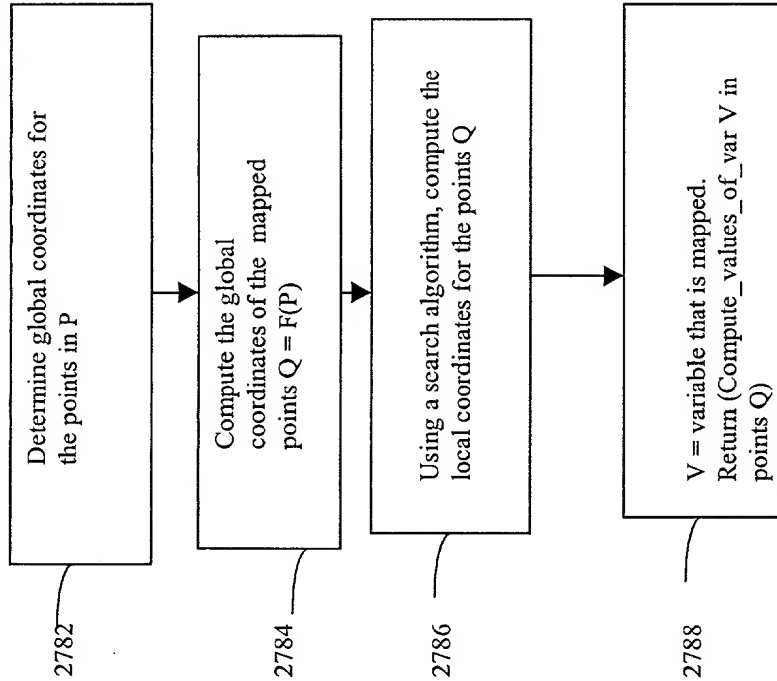 Determine global coordinates for
the points in P
Compute the global
coordinates of the mapped
points Q = F(P)
Using a search algorithm, compute the
local coordinates for the points Q
V = variable that is mapped.
Return (Compute_values_of_var V in
points Q)
2782
2784
2786
2788